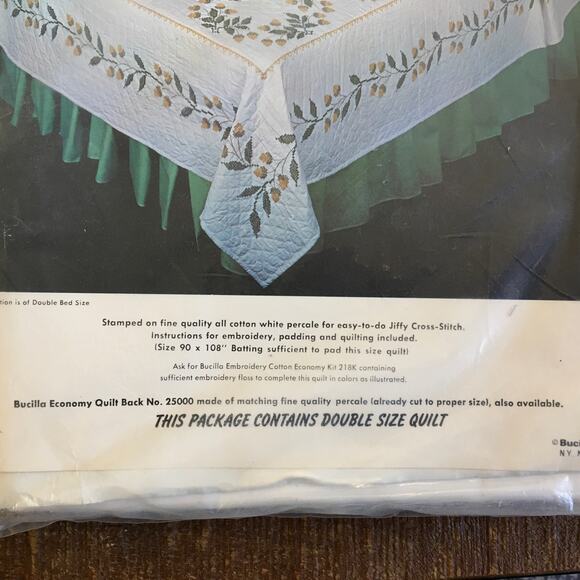 tion is of Double Bed Size
Stamped on fine quality all cotton white percale for easy-to-do Jiffy Cross-Stitch.
Instructions for embroidery, padding and quilting included.
(Size 90 x 108" Batting sufficient to pad this size quilt)
Ask for Bucilla Embroidery Cotton Economy Kit 218K containing
sufficient embroidery floss to complete this quilt in colors as illustrated.
Bucilla Economy Quilt Back No. 25000 made of matching fine quality percale (already cut to proper size), also available.
THIS PACKAGE CONTAINS DOUBLE SIZE QUILT
©Buci
N.Y. N